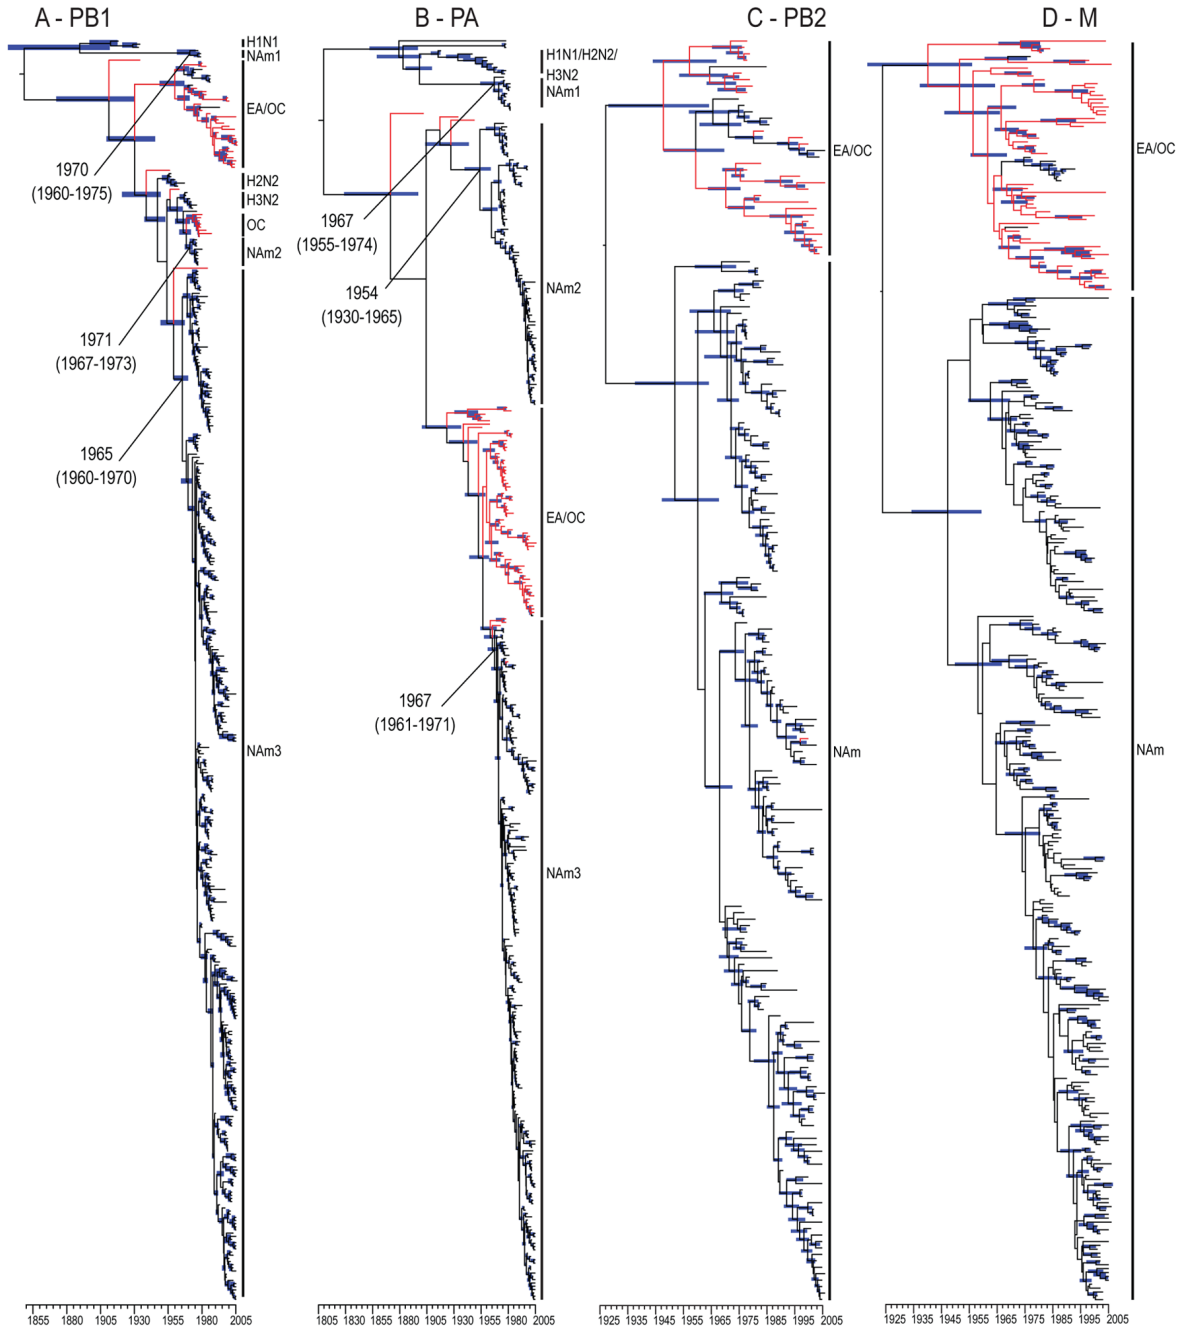 A - PB1
B - PA
C - PB2
D - M
H1N1
NAm1
EA/OC
H2N2
H3N2
OC
NAm2
NAm3
1970
(1960-1975)
1971
(1967-1973)
1965
(1960-1970)
1855 1880 1905 1930 1955 1980 2005
H1N1/H2N2/
H3N2
NAm1
NAm2
EA/OC
NAm3
1967
(1955-1974)
1954
(1930-1965)
1967
(1961-1971)
1805 1830 1855 1880 1905 1930 1955 1980 2005
EA/OC
NAm
1925 1937 1945 1955 1965 1975 1985 1995 2005
EA/OC
NAm
1925 1935 1945 1955 1965 1975 1985 1995 2005